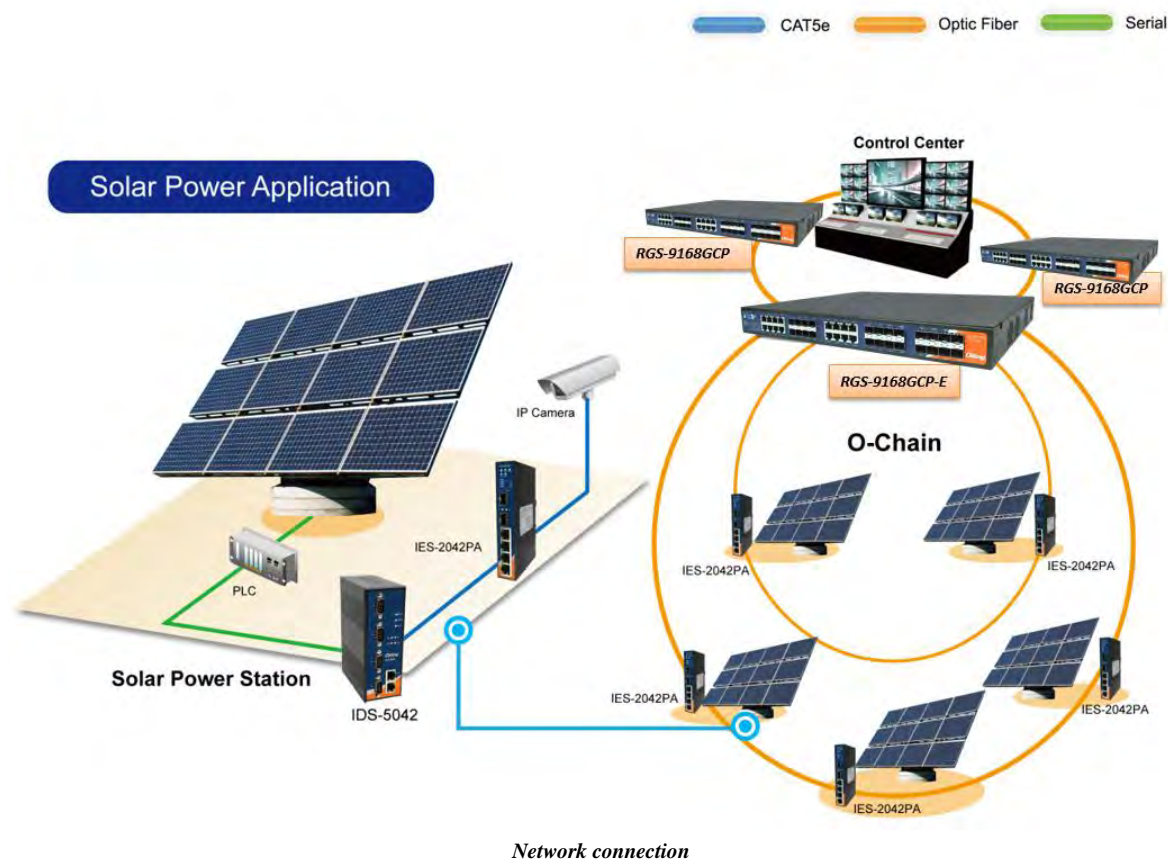 CAT5e
Optic Fiber
Serial
Solar Power Application
Control Center
RGS-9168GCP
RGS-9168GCP
RGS-9168GCP-E
IP Camera
O-Chain
IES-2042PA
PLC
IES-2042PA
IES-2042PA
Solar Power Station
IDS-5042
IES-2042PA
IES-2042PA
IES-2042PA
Network connection